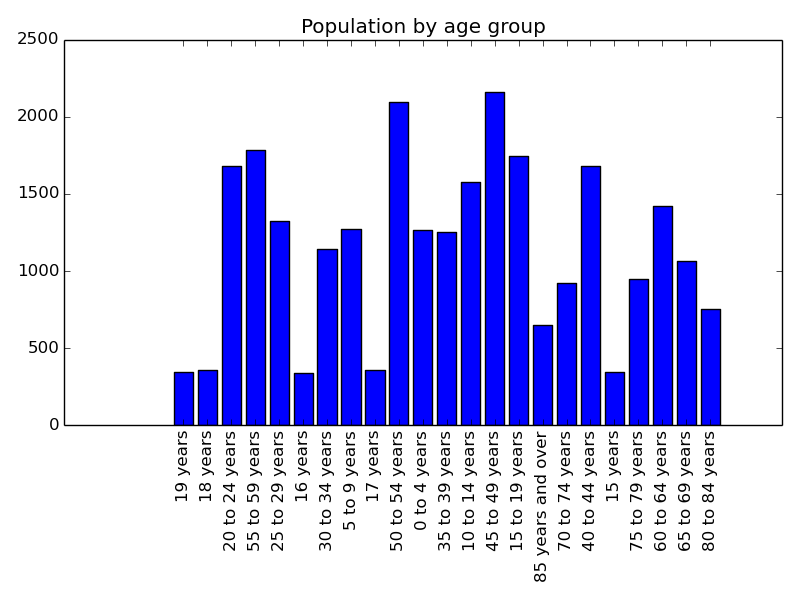 Population by age group
2500
2000
1500
1000
500
0
19 years
18 years
20 to 24 years
55 to 59 years
25 to 29 years
16 years
30 to 34 years
5 to 9 years
17 years
50 to 54 years
0 to 4 years
35 to 39 years
10 to 14 years
45 to 49 years
15 to 19 years
85 years and over
70 to 74 years
40 to 44 years
15 years
75 to 79 years
60 to 64 years
65 to 69 years
80 to 84 years